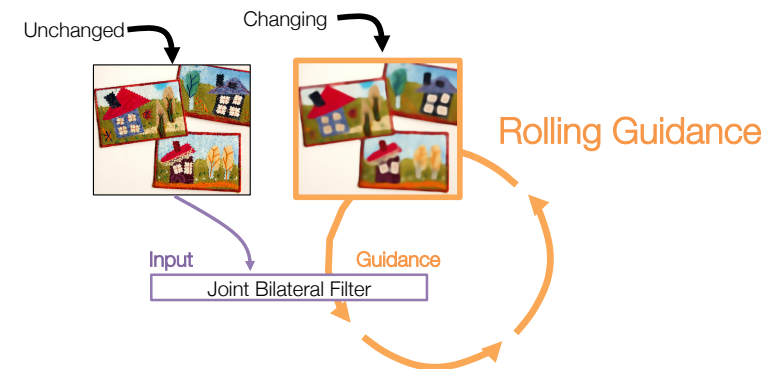 Unchanged
Changing
Rolling Guidance
Input
Guidance
Joint Bilateral Filter